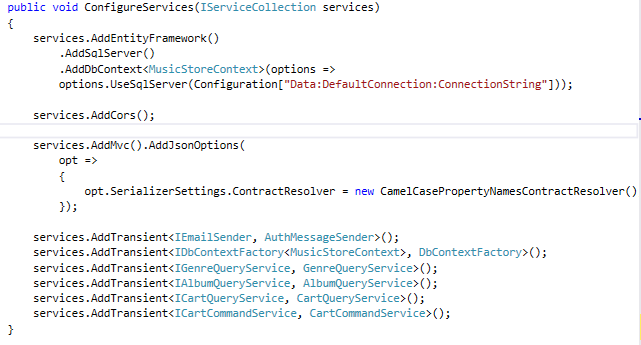 public void ConfigureServices(IServiceCollection services)
{
    services.AddEntityFramework()
        .AddSqlServer()
        .AddDbContext<MusicStoreContext>(options =>
        options.UseSqlServer(Configuration["Data:DefaultConnection:ConnectionString"]));
    services.AddCors();
    services.AddMvc().AddJsonOptions(
        opt =>
        {
            opt.SerializerSettings.ContractResolver = new CamelCasePropertyNamesContractResolver()
        });
    services.AddTransient<IEmailSender, AuthMessageSender>();
    services.AddTransient<IDbContextFactory<MusicStoreContext>, DbContextFactory>();
    services.AddTransient<IGenreQueryService, GenreQueryService>();
    services.AddTransient<IAlbumQueryService, AlbumQueryService>();
    services.AddTransient<ICartQueryService, CartQueryService>();
    services.AddTransient<ICartCommandService, CartCommandService>();
}